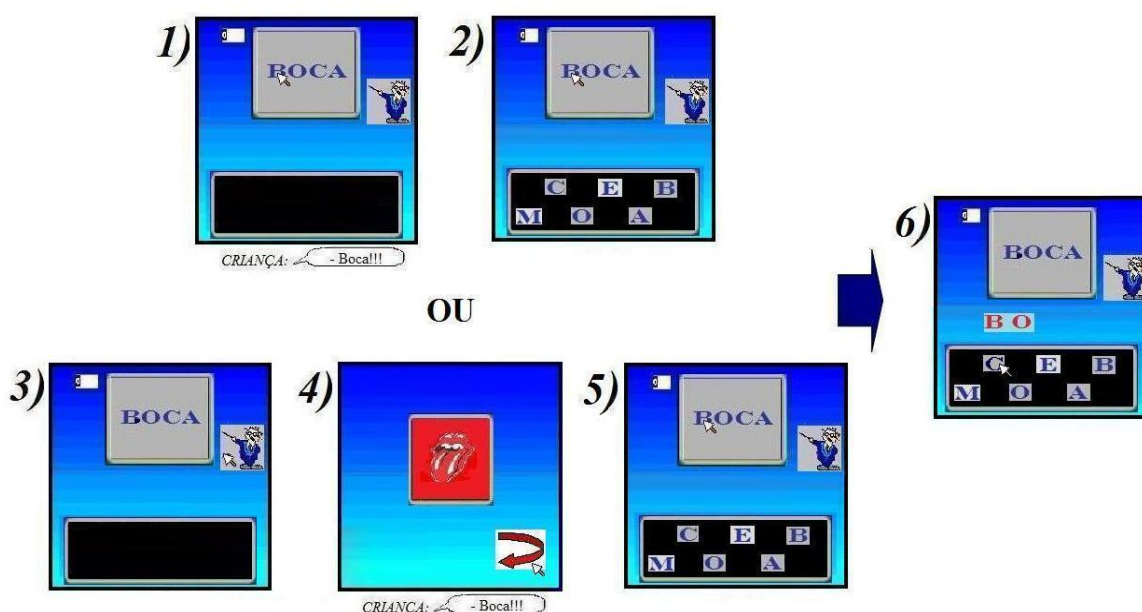 1)
BOCA
CRIANÇA: - Boca!!!
2)
BOCA
C E B
M O A
OU
3)
BOCA
4)
CRIANÇA: - Boca!!!
5)
BOCA
C E B
M O A
6)
BOCA
B O
C E B
M O A